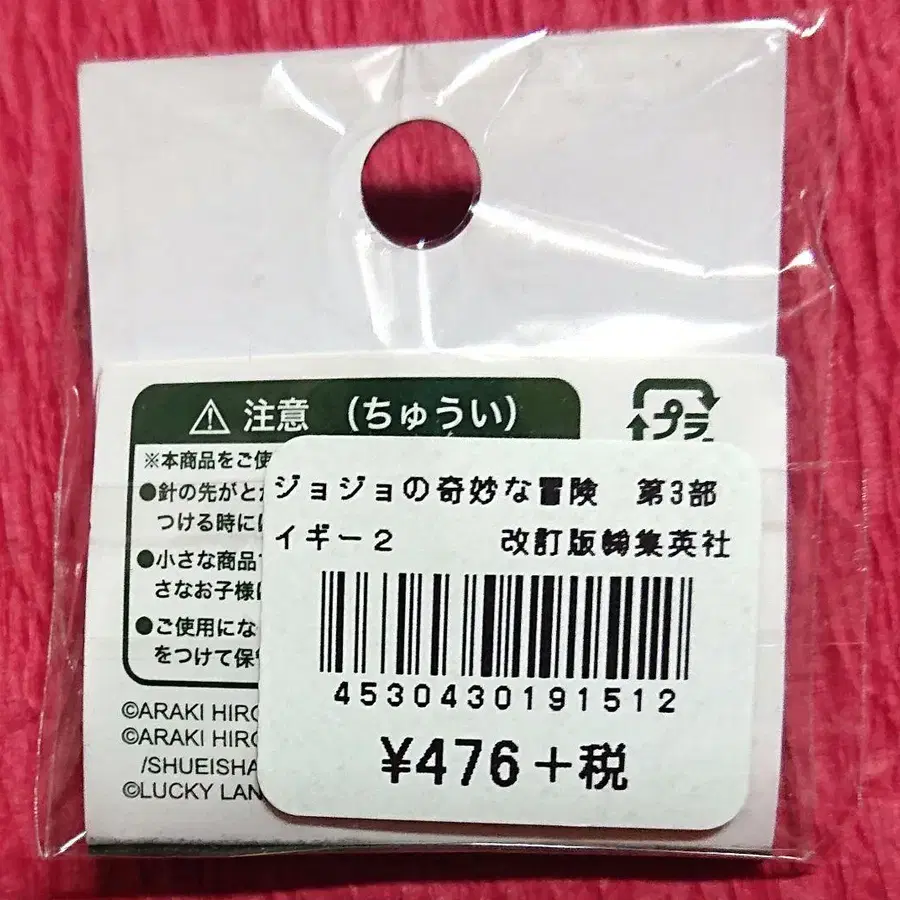 注意 (ちゅうい)
プラ
※本商品をご使
●針の先がとが
つける時には
●小さな商品
さなお子様に
●ご使用にな
をつけて保管
©ARAKI HIRO
©ARAKI HIRO
/SHUEISHA
©LUCKY LAN
ジョジョの奇妙な冒険 第3部
イギー2 改訂版㈱集英社
4530430191512
¥476+税